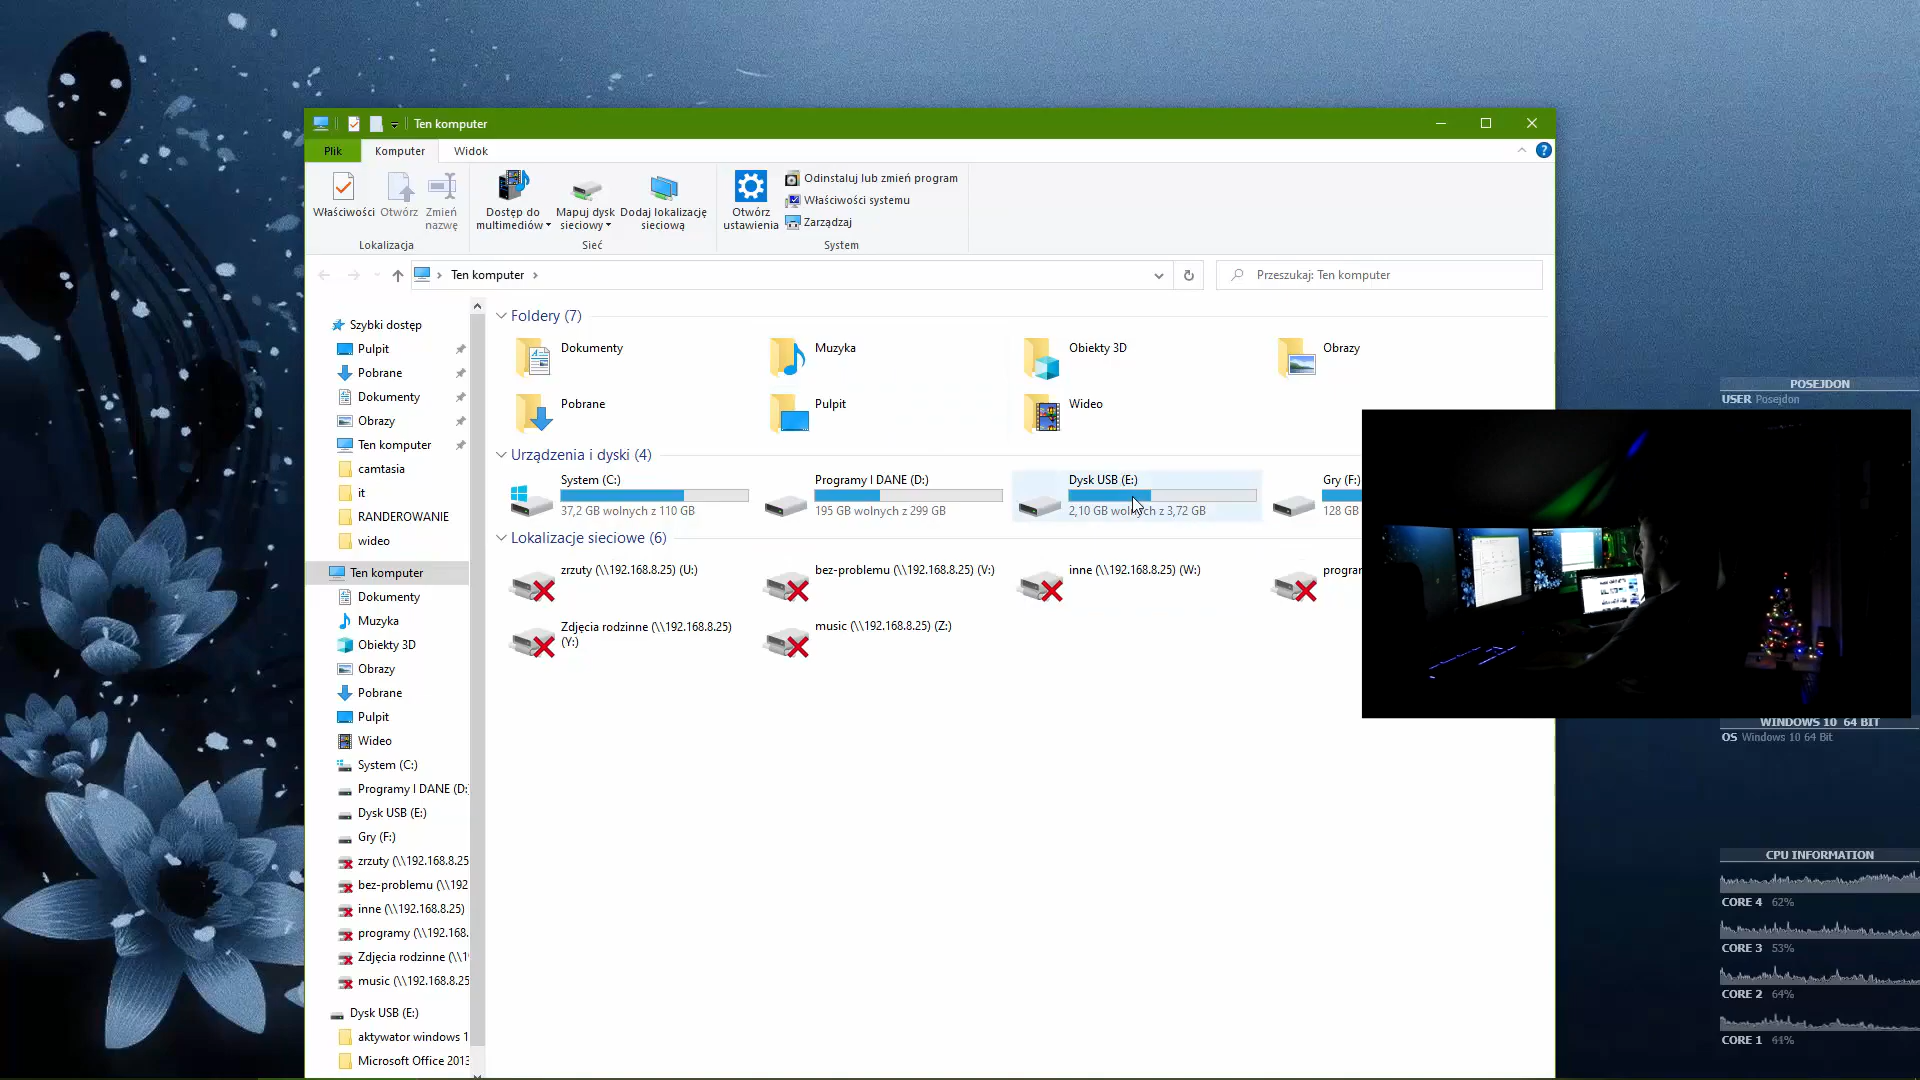 Ten komputer
Plik
Komputer
Widok
Właściwości
Otwórz
Zmień
nazwę
Lokalizacja
Dostęp do
multimediów
Mapuj dysk
sieciowy
Dodaj lokalizację
sieciową
Sieć
Otwórz
ustawienia
Odinstaluj lub zmień program
Właściwości systemu
Zarządzaj
System
Ten komputer
Przeszukaj: Ten komputer
Szybki dostęp
Pulpit
Pobrane
Dokumenty
Obrazy
Ten komputer
camtasia
it
RANDEROWANIE
wideo
Ten komputer
Dokumenty
Muzyka
Obiekty 3D
Obrazy
Pobrane
Pulpit
Wideo
System (C:)
Programy I DANE (D:
Dysk USB (E:)
Gry (F:)
zrzuty (\\192.168.8.25
bez-problemu (\\192
inne (\\192.168.8.25)
programy (\\192.168.
Zdjęcia rodzinne (\\1
music (\\192.168.8.25
Dysk USB (E:)
aktywator windows 1
Microsoft Office 2013
Foldery (7)
Dokumenty
Muzyka
Obiekty 3D
Obrazy
Pobrane
Pulpit
Wideo
Urządzenia i dyski (4)
System (C:)
37,2 GB wolnych z 110 GB
Programy I DANE (D:)
195 GB wolnych z 299 GB
Dysk USB (E:)
2,10 GB wolnych z 3,72 GB
Gry (F:)
128 GB
Lokalizacje sieciowe (6)
zrzuty (\\192.168.8.25) (U:)
bez-problemu (\\192.168.8.25) (V:)
inne (\\192.168.8.25) (W:)
progra
Zdjęcia rodzinne (\\192.168.8.25)
(Y:)
music (\\192.168.8.25) (Z:)
POSEJDON
USER Posejdon
WINDOWS 10 64 BIT
OS Windows 10 64 Bit
CPU INFORMATION
CORE 4 62%
CORE 3 53%
CORE 2 64%
CORE 1